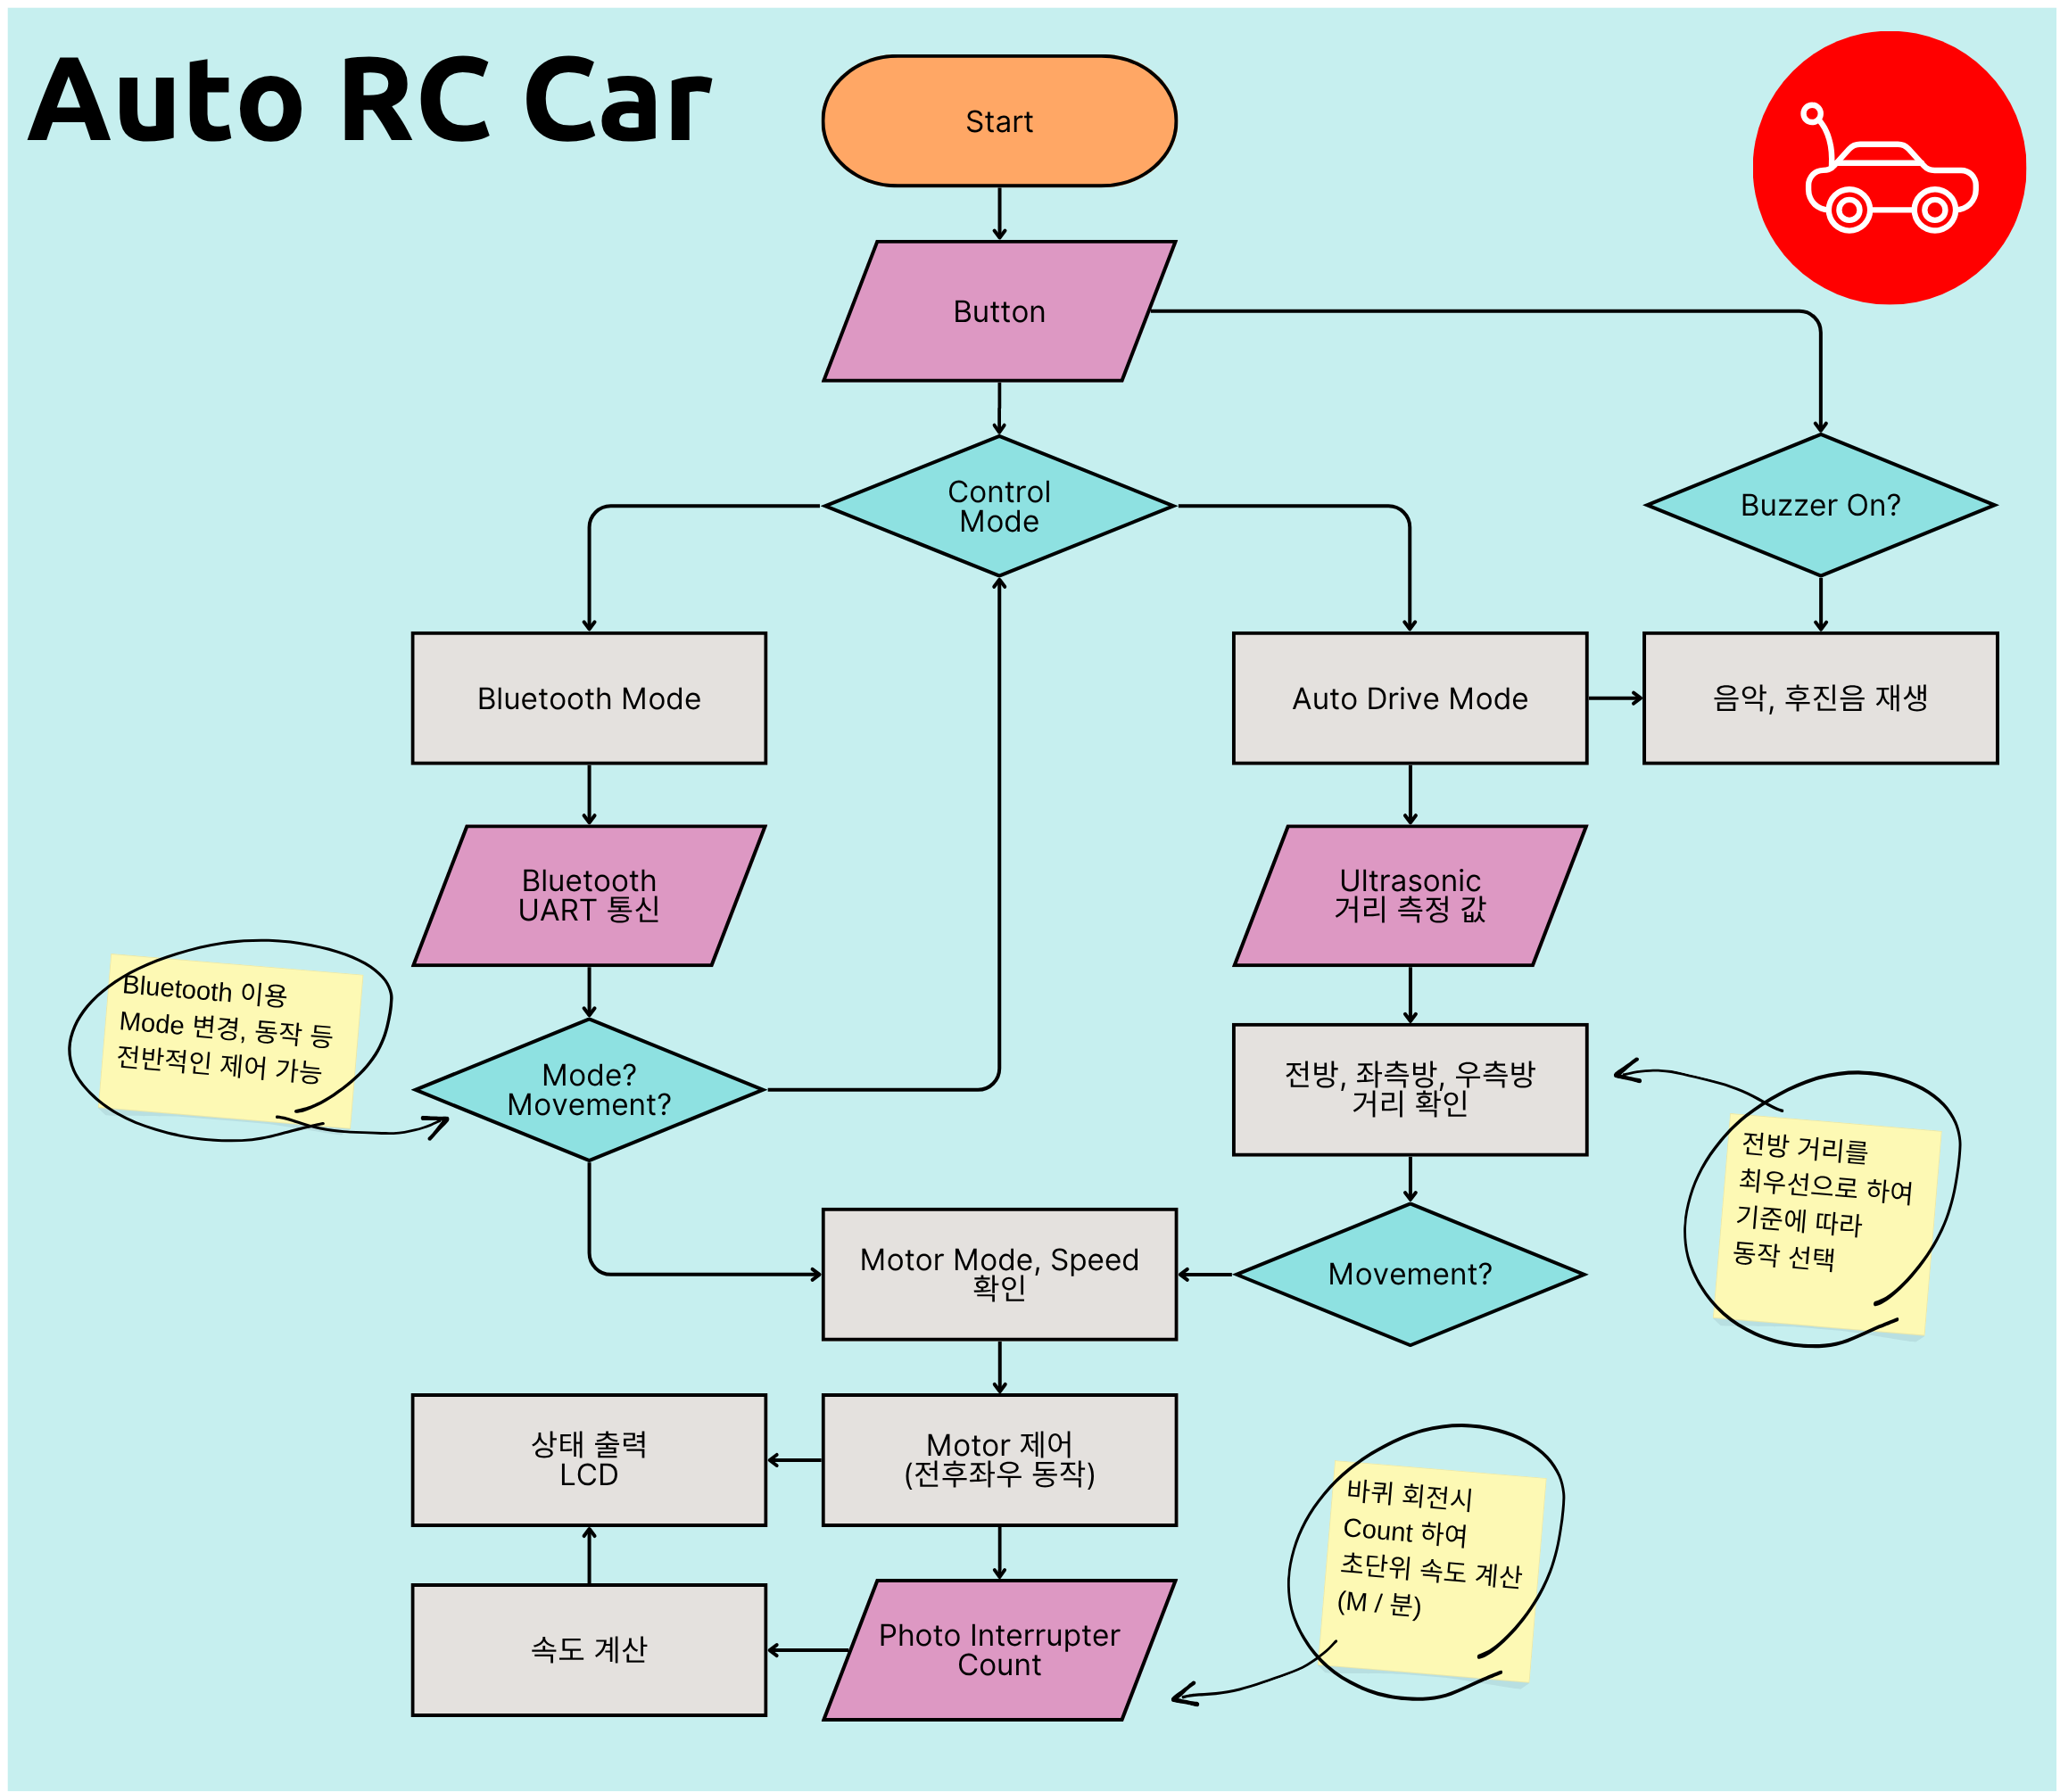 Auto RC Car
Start
Button
Control
Mode
Buzzer On?
Bluetooth Mode
Auto Drive Mode
음악, 후진음 재생
Bluetooth
UART 통신
Ultrasonic
거리 측정 값
Bluetooth 이용
Mode 변경, 동작 등
전반적인 제어 가능
Mode?
Movement?
전방, 좌측방, 우측방
거리 확인
전방 거리를
최우선으로 하여
기준에 따라
동작 선택
Motor Mode, Speed
확인
Movement?
상태 출력
LCD
Motor 제어
(전후좌우 동작)
바퀴 회전시
Count 하여
초단위 속도 계산
(M / 분)
속도 계산
Photo Interrupter
Count